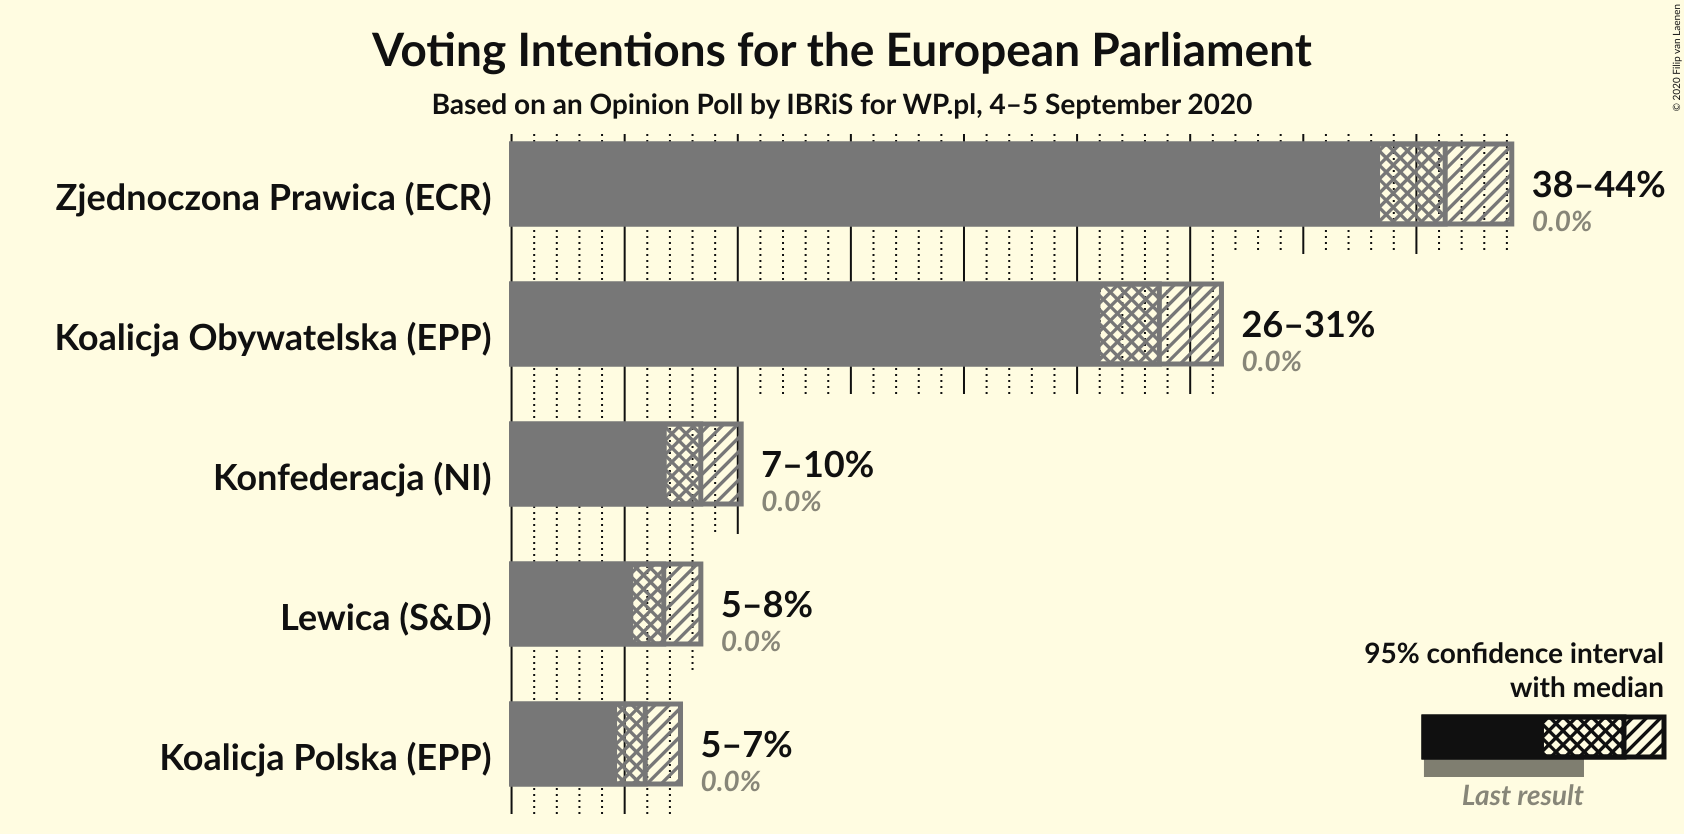 Voting Intentions for the European Parliament
Based on an Opinion Poll by IBRiS for WP.pl, 4–5 September 2020
© 2020 Filip van Laenen
Zjednoczona Prawica (ECR)
38–44%
0.0%
Koalicja Obywatelska (EPP)
26–31%
0.0%
Konfederacja (NI)
7–10%
0.0%
Lewica (S&D)
5–8%
0.0%
Koalicja Polska (EPP)
5–7%
0.0%
95% confidence interval
with median
Last result